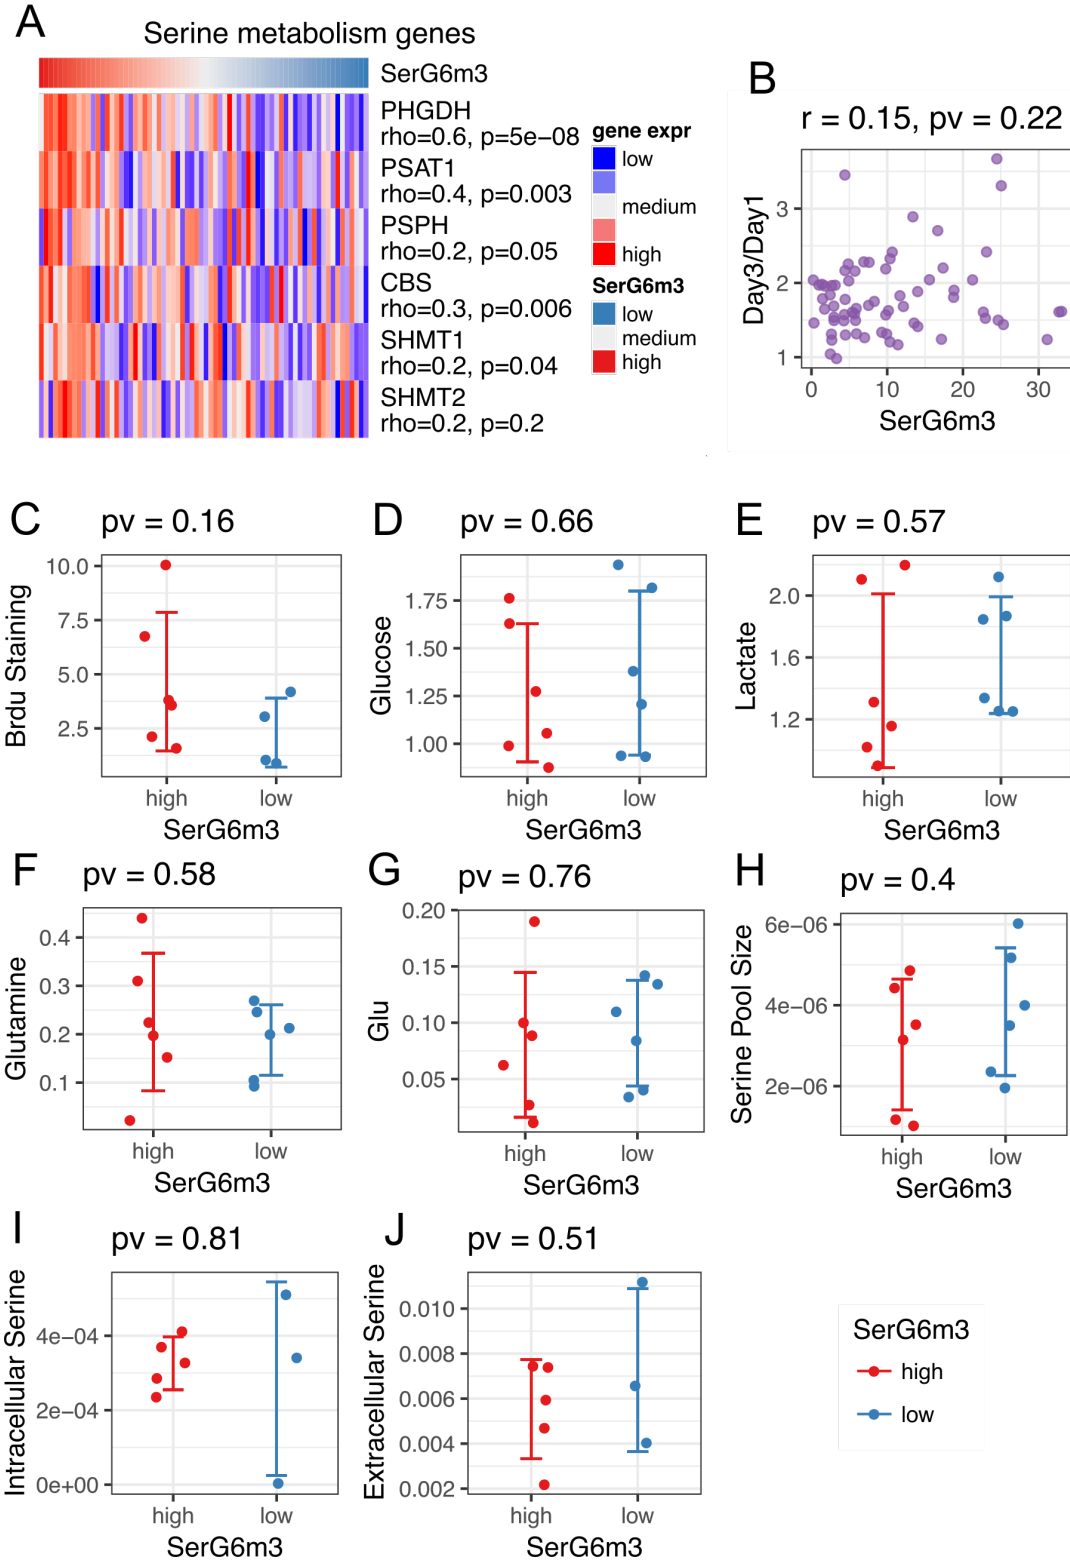 A
Serine metabolism genes
SerG6m3
PHGDH
rho=0.6, p=5e−08
PSAT1
rho=0.4, p=0.003
PSPH
rho=0.2, p=0.05
CBS
rho=0.3, p=0.006
SHMT1
rho=0.2, p=0.04
SHMT2
rho=0.2, p=0.2
gene expr
low
medium
high
SerG6m3
low
medium
high
B
r = 0.15, pv = 0.22
Day3/Day1
3
2
1
0 10 20 30
SerG6m3
C
pv = 0.16
Brdu Staining
10.0
7.5
5.0
2.5
high low
SerG6m3
D
pv = 0.66
Glucose
1.75
1.50
1.25
1.00
high low
SerG6m3
E
pv = 0.57
Lactate
2.0
1.6
1.2
high low
SerG6m3
F
pv = 0.58
Glutamine
0.4
0.3
0.2
0.1
high low
SerG6m3
G
pv = 0.76
Glu
0.20
0.15
0.10
0.05
high low
SerG6m3
H
pv = 0.4
Serine Pool Size
6e−06
4e−06
2e−06
high low
SerG6m3
I
pv = 0.81
Intracellular Serine
4e−04
2e−04
0e+00
high low
SerG6m3
J
pv = 0.51
Extracellular Serine
0.010
0.008
0.006
0.004
0.002
high low
SerG6m3
SerG6m3
high
low